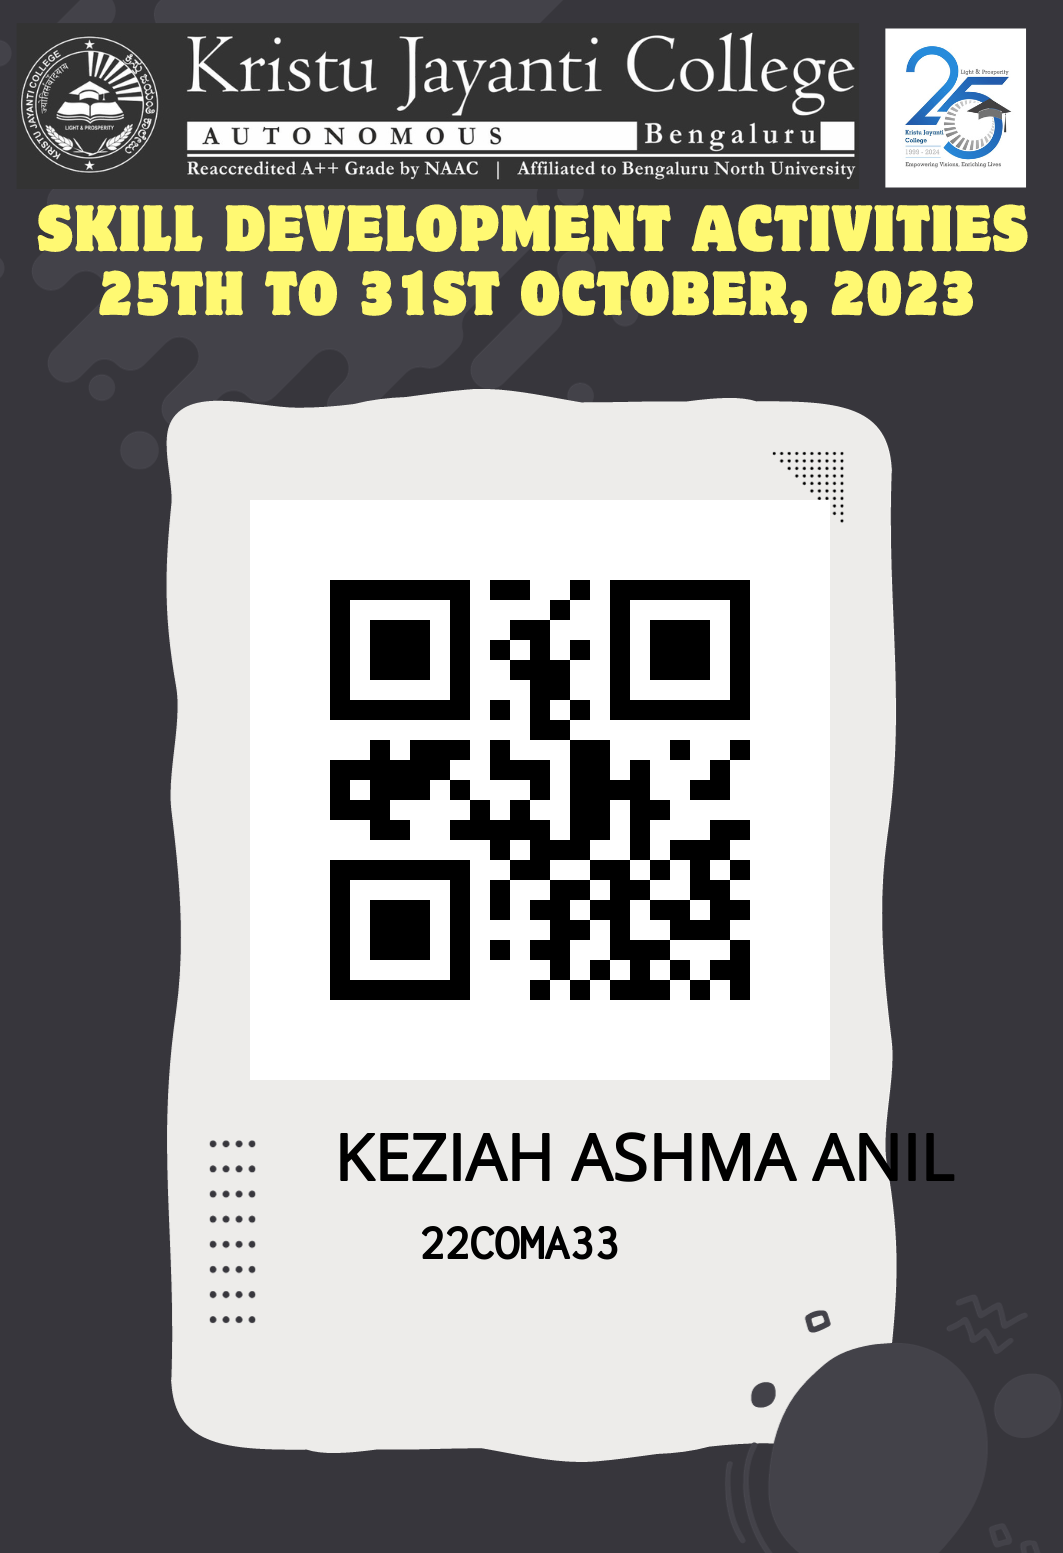 KRISTU JAYANTI COLLEGE
LIGHT & PROSPERITY
Kristu Jayanti College
AUTONOMOUS Bengaluru
Reaccredited A++ Grade by NAAC | Affiliated to Bengaluru North University
25
Light & Prosperity
Kristu Jayanti
College
1999 - 2024
Empowering Visions. Enriching Lives
SKILL DEVELOPMENT ACTIVITIES
25TH TO 31ST OCTOBER, 2023
KEZIAH ASHMA ANIL
22COMA33